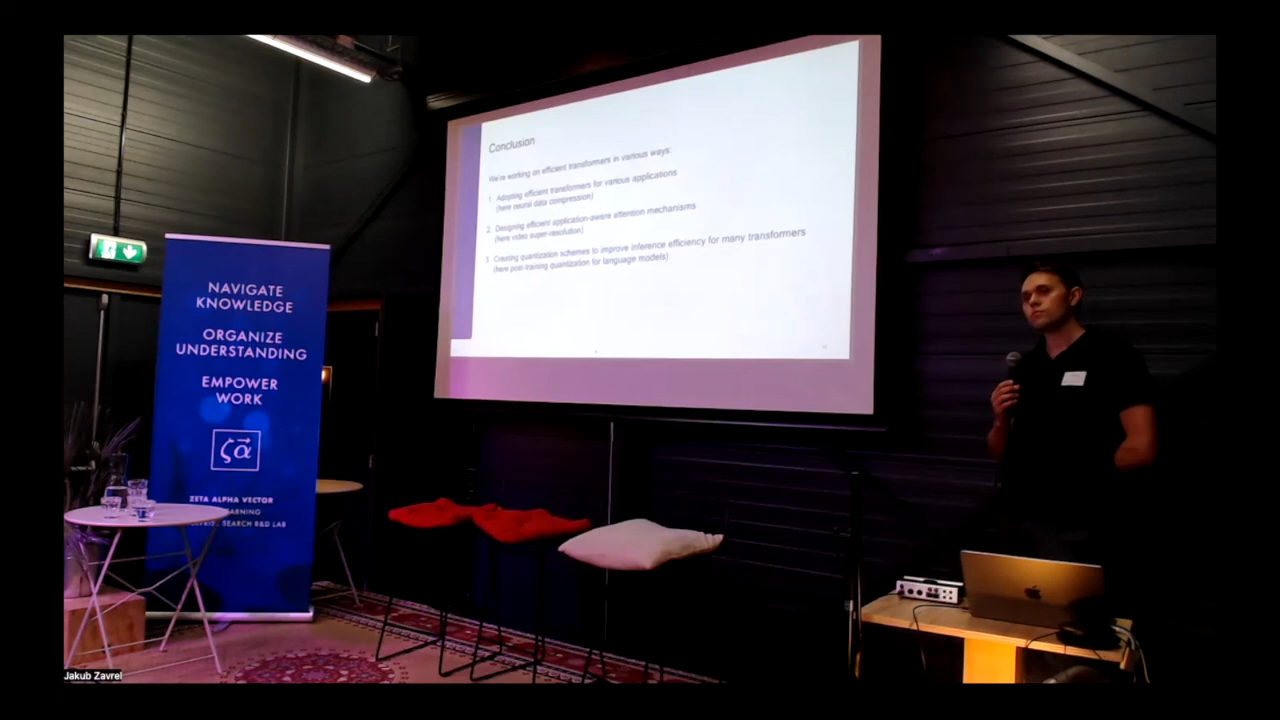 Conclusion
We're working on efficient transformers in various ways:
1. Adopting efficient transformers for various applications
(here neural data compression)
2. Designing efficient application-aware attention mechanisms
(here video super-resolution)
3. Creating quantization schemes to improve inference efficiency for many transformers
(here post-training quantization for language models)
NAVIGATE
KNOWLEDGE
ORGANIZE
UNDERSTANDING
EMPOWER
WORK
ζα
ZETA ALPHA VECTOR
SEARCH R&D LAB
Jakub Zavrel